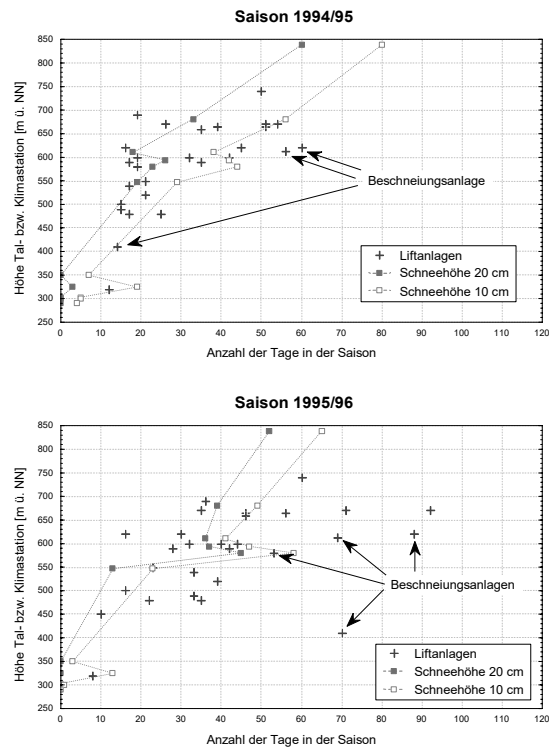 Saison 1994/95
850
800
750
700
650
600
550
500
450
400
350
300
250
Höhe Tal- bzw. Klimastation [m ü. NN]
Beschneiungsanlage
Liftanlagen
Schneehöhe 20 cm
Schneehöhe 10 cm
0 10 20 30 40 50 60 70 80 90 100 110 120
Anzahl der Tage in der Saison
Saison 1995/96
850
800
750
700
650
600
550
500
450
400
350
300
250
Höhe Tal- bzw. Klimastation [m ü. NN]
Beschneiungsanlagen
Liftanlagen
Schneehöhe 20 cm
Schneehöhe 10 cm
0 10 20 30 40 50 60 70 80 90 100 110 120
Anzahl der Tage in der Saison